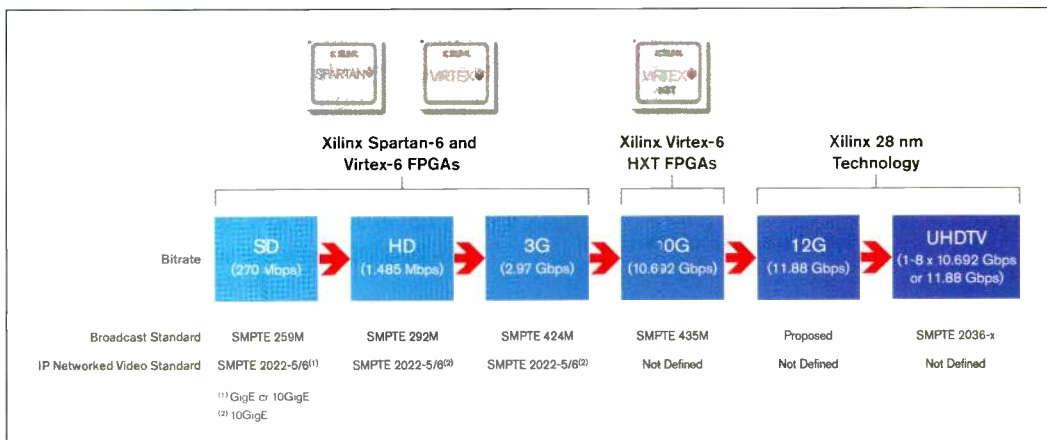 XILINX
SPARTAN
XILINX
VIRTEX
XILINX
VIRTEX
HXT
Xilinx Spartan-6 and
Virtex-6 FPGAs
Xilinx Virtex-6
HXT FPGAs
Xilinx 28 nm
Technology
Bitrate
SD
(270 Mbps)
HD
(1.485 Mbps)
3G
(2.97 Gbps)
10G
(10.692 Gbps)
12G
(11.88 Gbps)
UHDTV
(1-8 x 10.692 Gbps
or 11.88 Gbps)
Broadcast Standard SMPTE 259M SMPTE 292M SMPTE 424M SMPTE 435M Proposed SMPTE 2036-x
IP Networked Video Standard SMPTE 2022-5/6(1) SMPTE 2022-5/6(2) SMPTE 2022-5/6(2) Not Defined Not Defined Not Defined
(1) GigE or 10GigE
(2) 10GigE